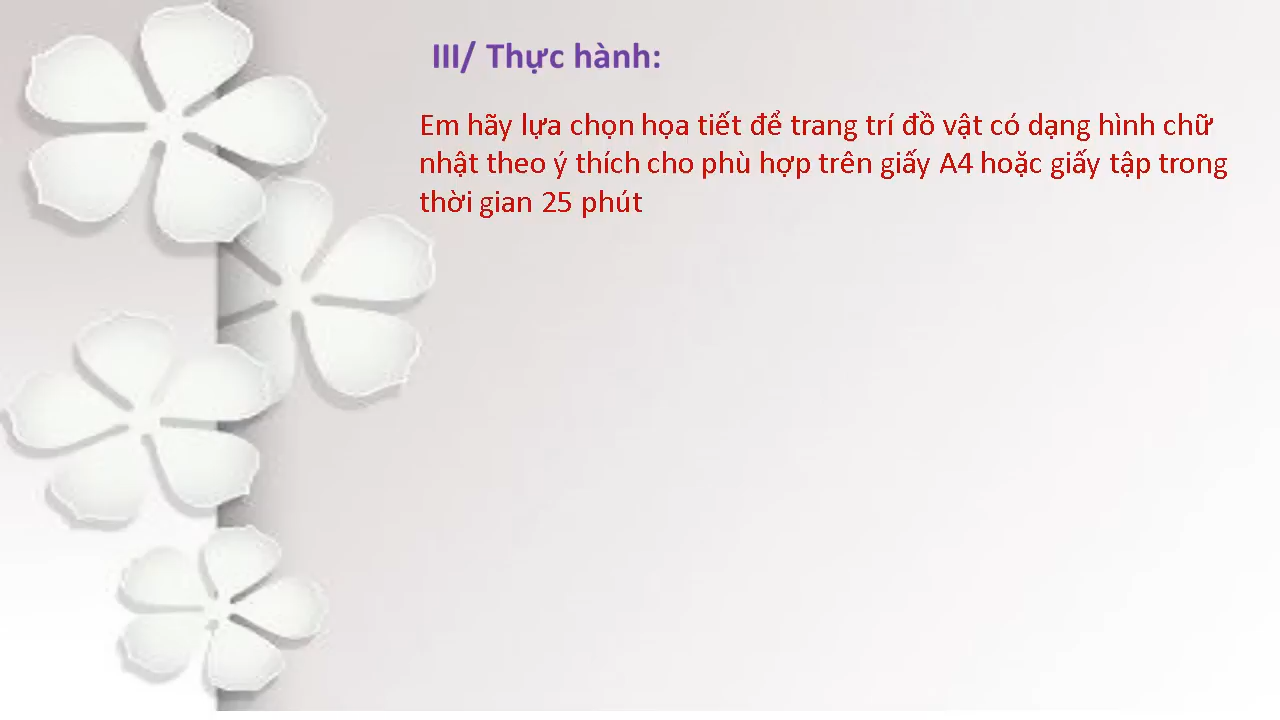 III/ Thực hành:
Em hãy lựa chọn họa tiết để trang trí đồ vật có dạng hình chữ
nhật theo ý thích cho phù hợp trên giấy A4 hoặc giấy tập trong
thời gian 25 phút